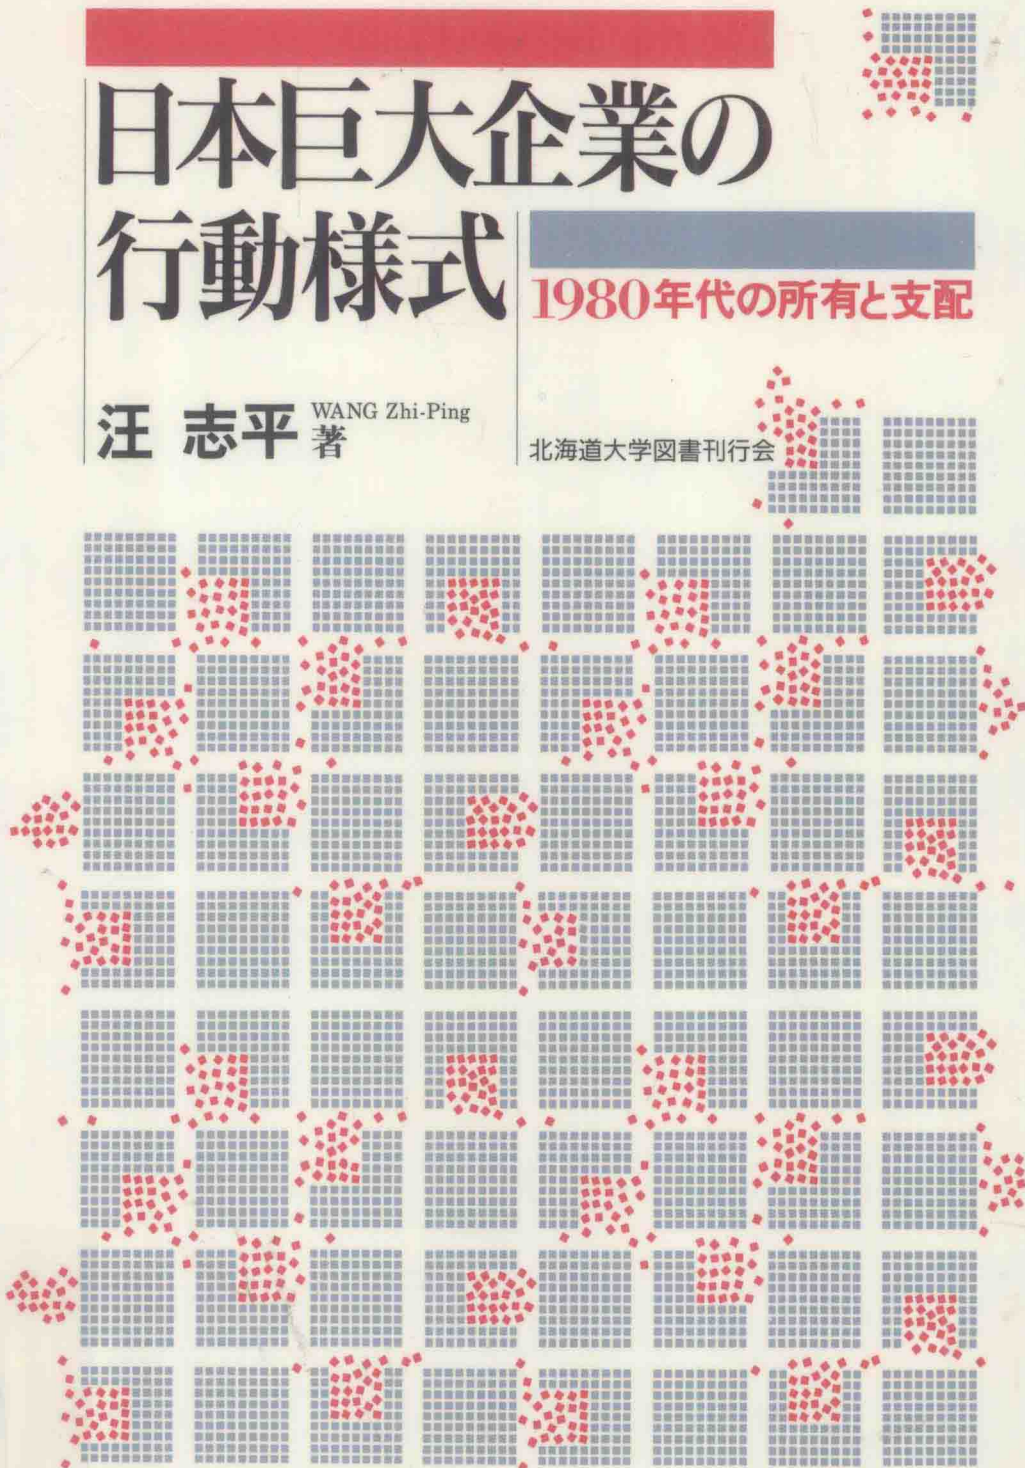 日本巨大企業の
行動様式
1980年代の所有と支配
汪 志平 WANG Zhi-Ping
著
北海道大学図書刊行会